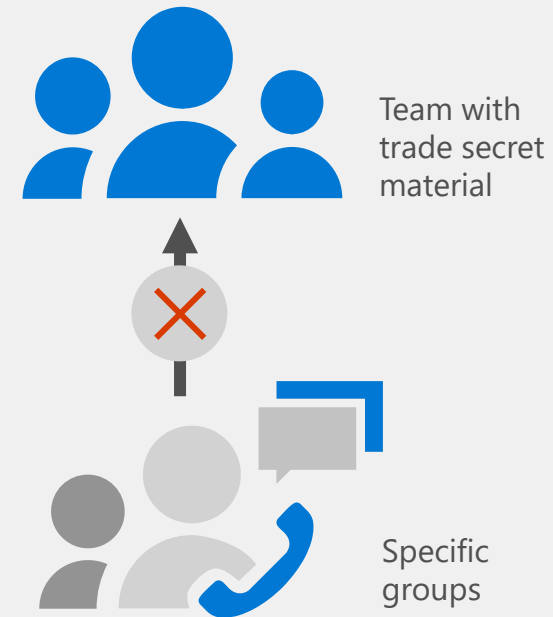 Team with
trade secret
material
Specific
groups